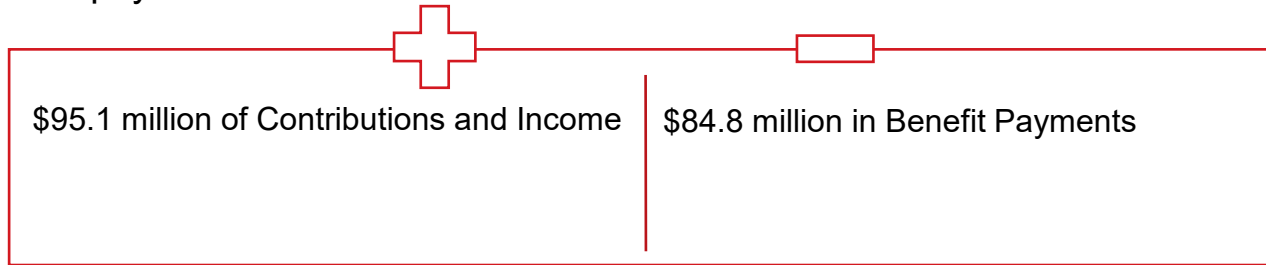 $95.1 million of Contributions and Income
$84.8 million in Benefit Payments